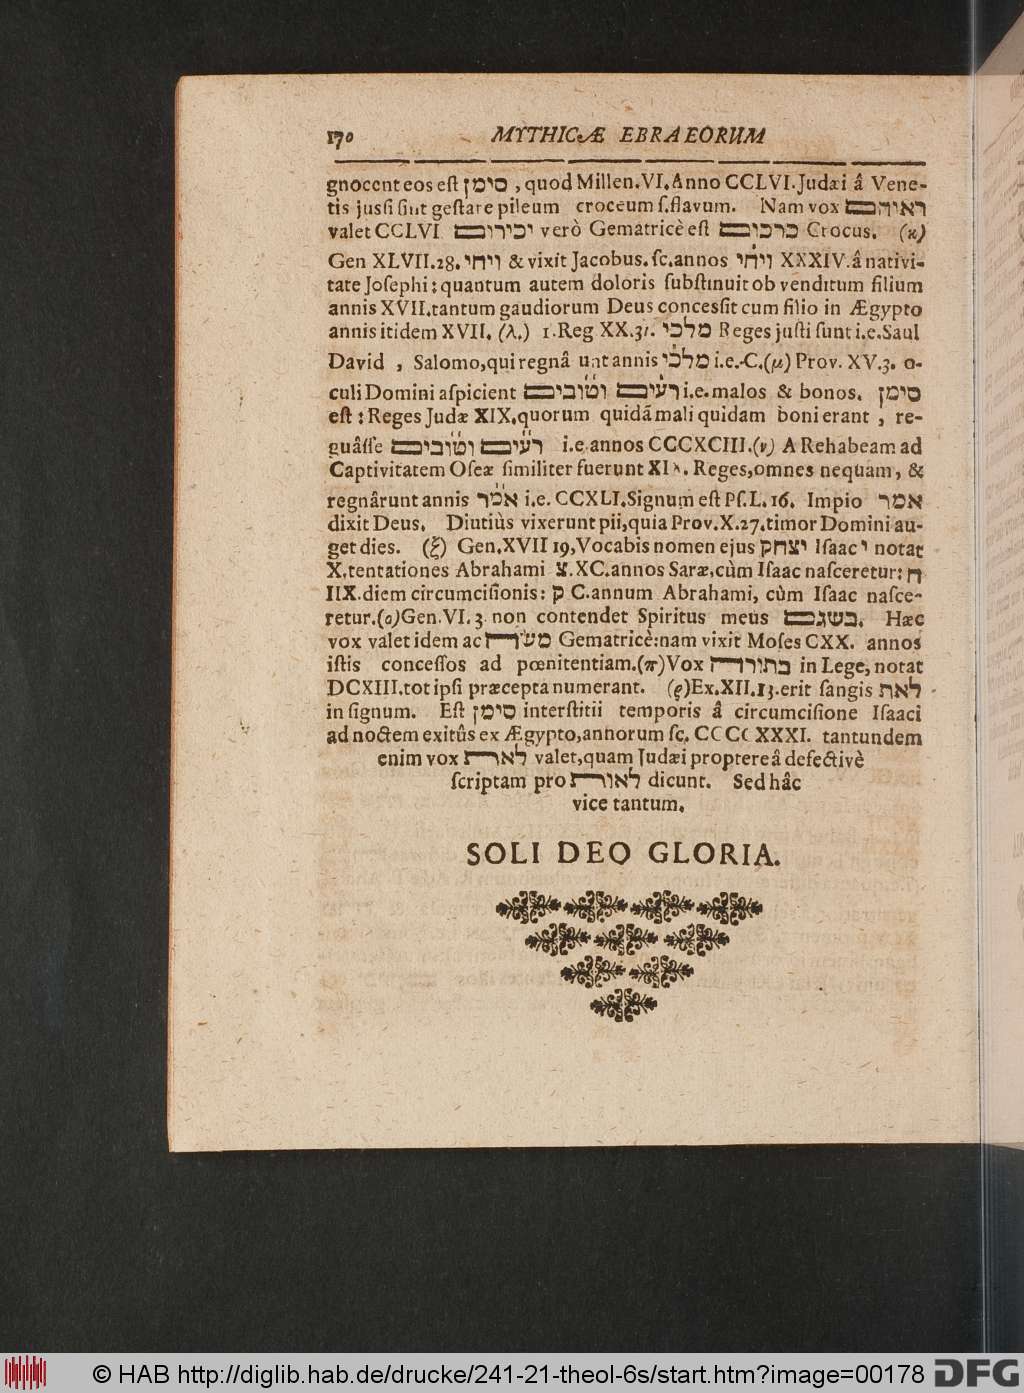 170 MYTHICÆ EBRAEORUM
gnoscent eos est סימן, quod Millen. VI. Anno CCLVI. Judæi â Vene-
tis jussi sint gestare pileum croceum s. flavum. Nam vox ראיהם
valet CCLVI יכירום verò Gematricè est כרכום Crocus. (κ)
Gen XLVII. 28. ויחי & vixit Jacobus. sc. annos ויחי XXXIV. â nativi-
tate Josephi: quantum autem doloris substinuit ob venditum filium
annis XVII. tantum gaudiorum Deus concessit cum filio in Ægypto
annis itidem XVII. (λ.) 1. Reg XX. 31. מלכי Reges justi sunt i.e. Saul
David, Salomo, qui regnâ unt annis מלכי i.e. C. (μ) Prov. XV. 3. o-
culi Domini aspicient רעים וטובים i.e. malos & bonos. סימן
est: Reges Judæ XIX. quorum quidã mali quidam boni erant, re-
guâsse רעים וטובים i.e. annos CCCXCIII. (ν) A Rehabeam ad
Captivitatem Oseæ similiter fuerunt XIX. Reges, omnes nequam, &
regnârunt annis אמר i.e. CCXLI. Signum est Ps. L. 16. Impio אמר
dixit Deus. Diutiùs vixerunt pii, quia Prov. X. 27. timor Domini au-
get dies. (ξ) Gen. XVII 19, Vocabis nomen ejus יצחק Isaac י notat
X. tentationes Abrahami צ. XC. annos Saræ, cùm Isaac nasceretur: ח
IIX. diem circumcisionis: ק C. annum Abrahami, cùm Isaac nasce-
retur. (ο) Gen. VI. 3. non contendet Spiritus meus בשגם. Hæc
vox valet idem ac משה Gematricè: nam vixit Moses CXX. annos
istis concessos ad pœnitentiam. (π) Vox בתורה in Lege, notat
DCXIII. tot ipsi præcepta numerant. (ϱ) Ex. XII. 13. erit sangis לאת
in signum. Est סימן interstitii temporis â circumcisione Isaaci
ad noctem exitûs ex Ægypto, annorum sc. CCCC XXXI. tantundem
enim vox לאת valet, quam Judæi proptereâ defectivè
scriptam pro לאות dicunt. Sed hâc
vice tantum.
SOLI DEO GLORIA.
© HAB http://diglib.hab.de/drucke/241-21-theol-6s/start.htm?image=00178 DFG